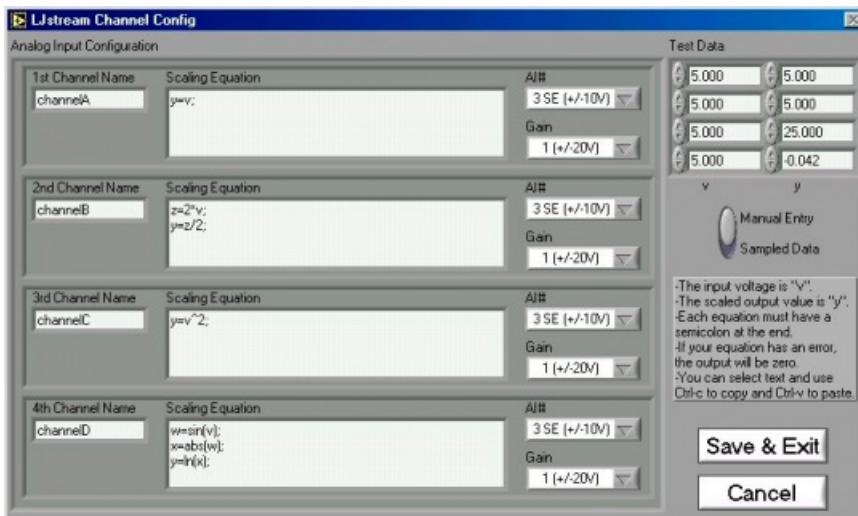 LJstream Channel Config
Analog Input Configuration
1st Channel Name
channelA
Scaling Equation
y=v;
AI#
3 SE (+/-10V)
Gain
1 (+/-20V)
2nd Channel Name
channelB
Scaling Equation
z=2*v;
y=z/2;
AI#
3 SE (+/-10V)
Gain
1 (+/-20V)
3rd Channel Name
channelC
Scaling Equation
y=v^2;
AI#
3 SE (+/-10V)
Gain
1 (+/-20V)
4th Channel Name
channelD
Scaling Equation
w=sin(v);
x=abs(w);
y=ln(x);
AI#
3 SE (+/-10V)
Gain
1 (+/-20V)
Test Data
5.000 5.000
5.000 5.000
5.000 25.000
5.000 -0.042
v y
Manual Entry
Sampled Data
-The input voltage is "v".
-The scaled output value is "y".
-Each equation must have a
semicolon at the end.
-If your equation has an error,
the output will be zero.
-You can select text and use
Ctrl-c to copy and Ctrl-v to paste.
Save & Exit
Cancel